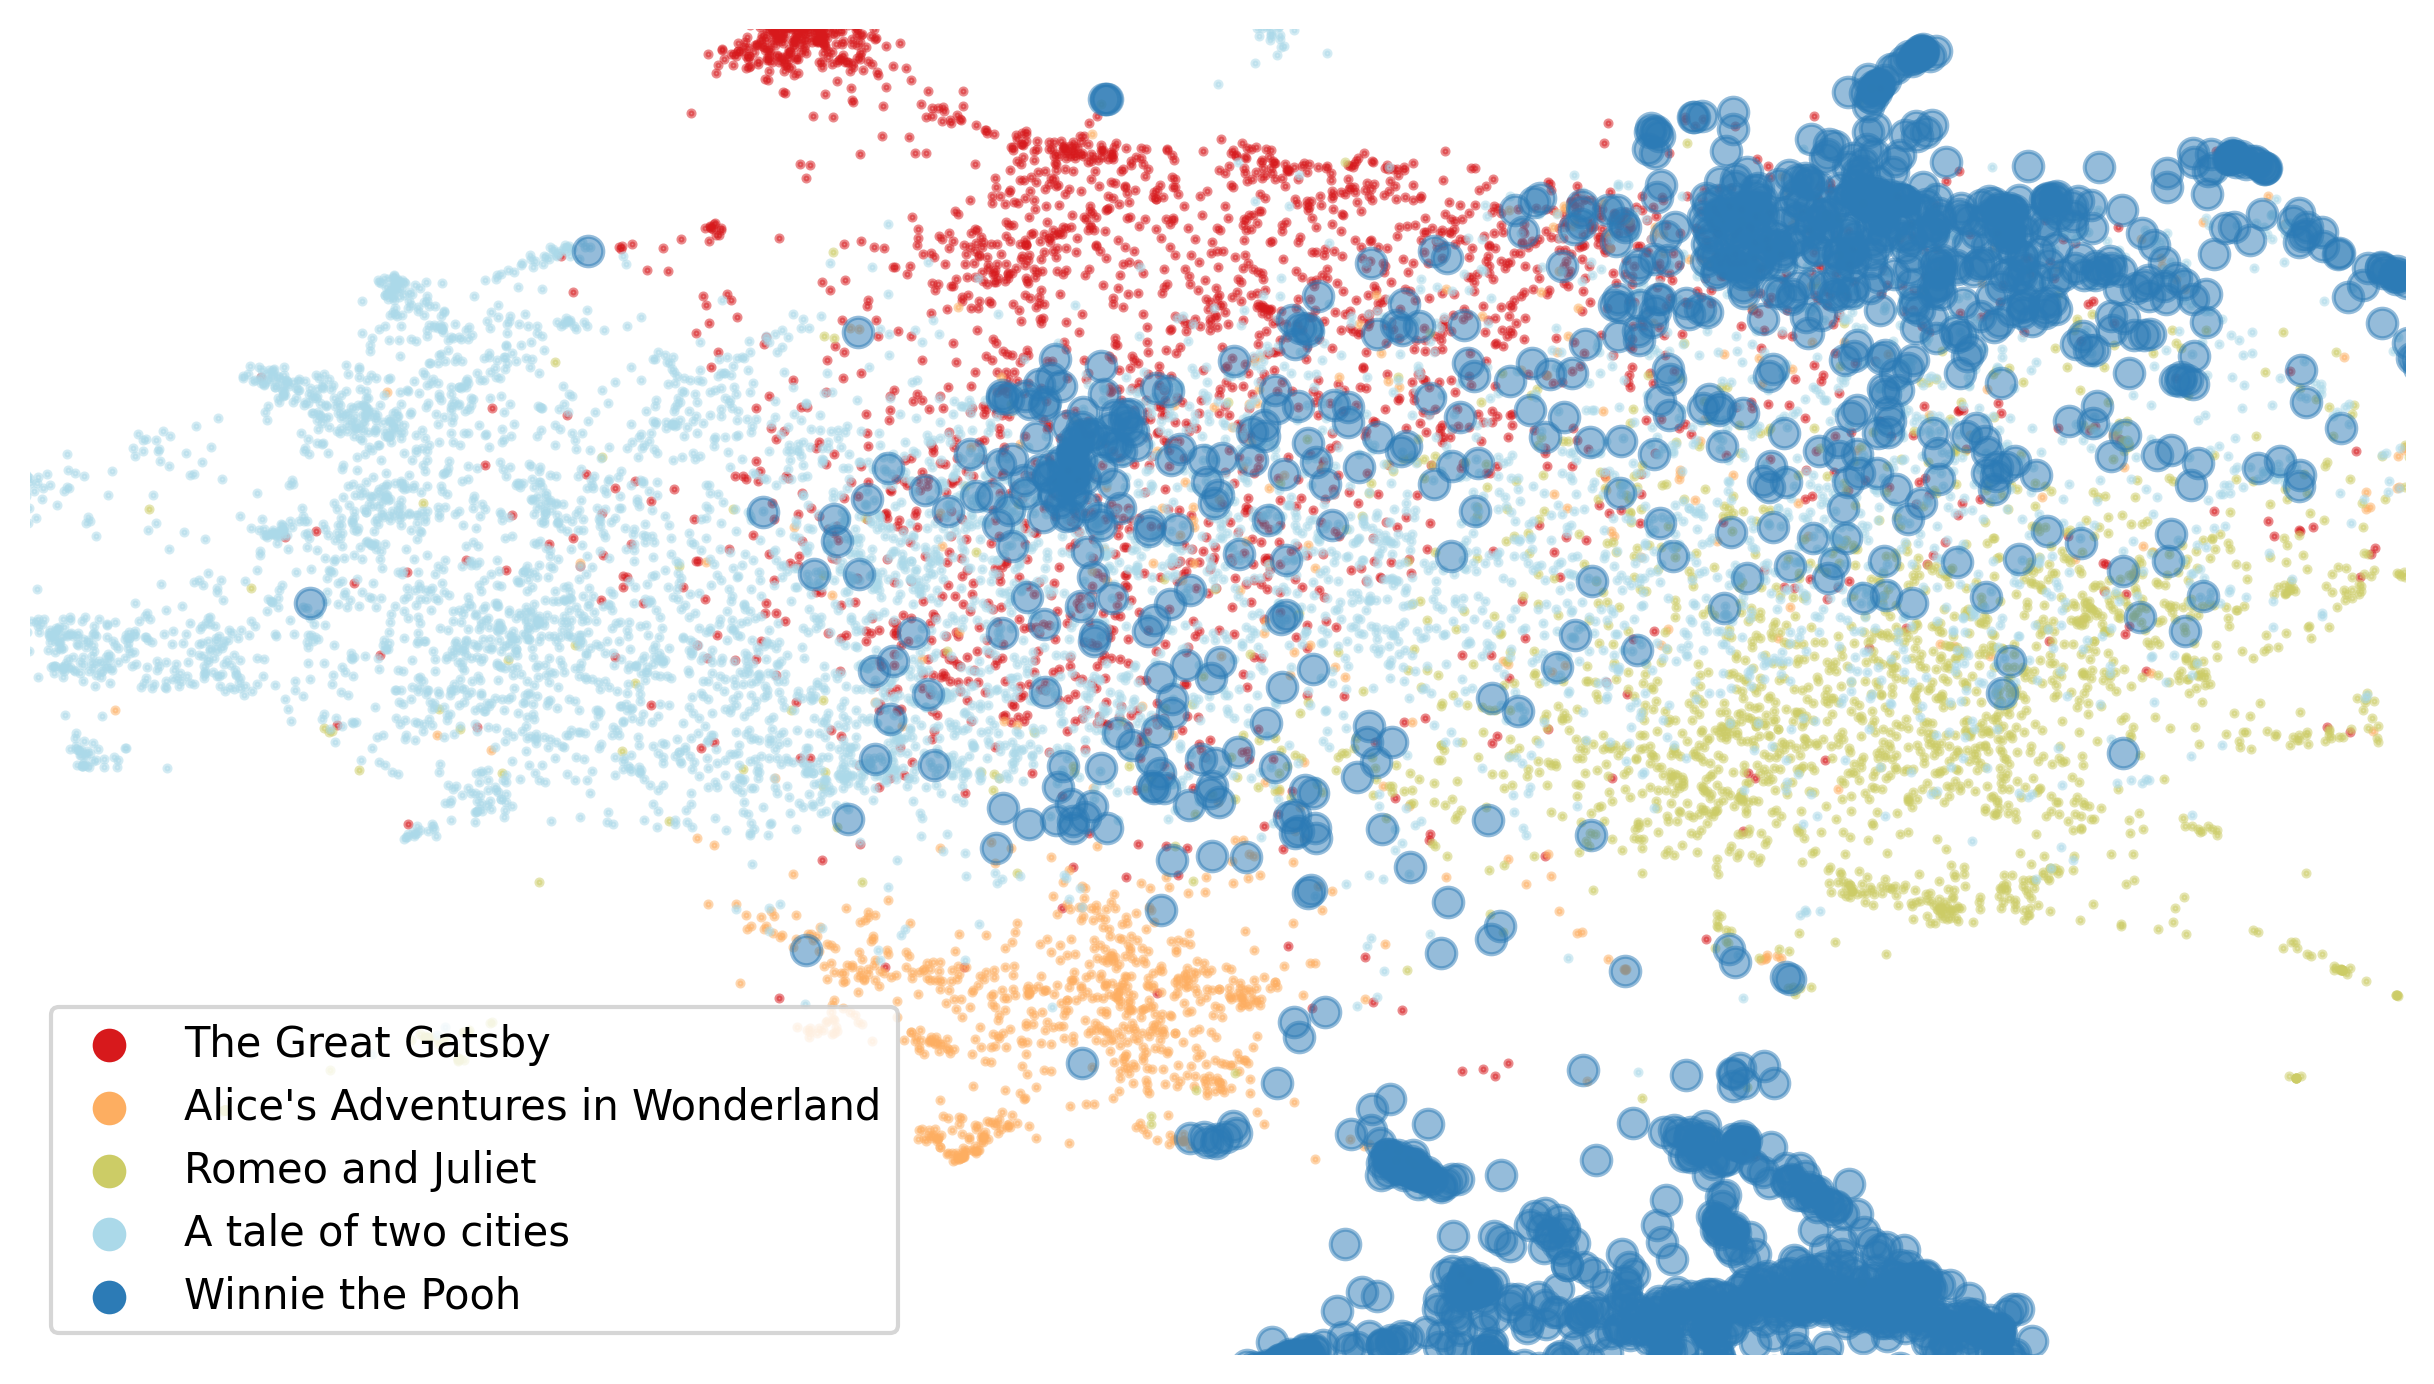 The Great Gatsby
Alice's Adventures in Wonderland
Romeo and Juliet
A tale of two cities
Winnie the Pooh